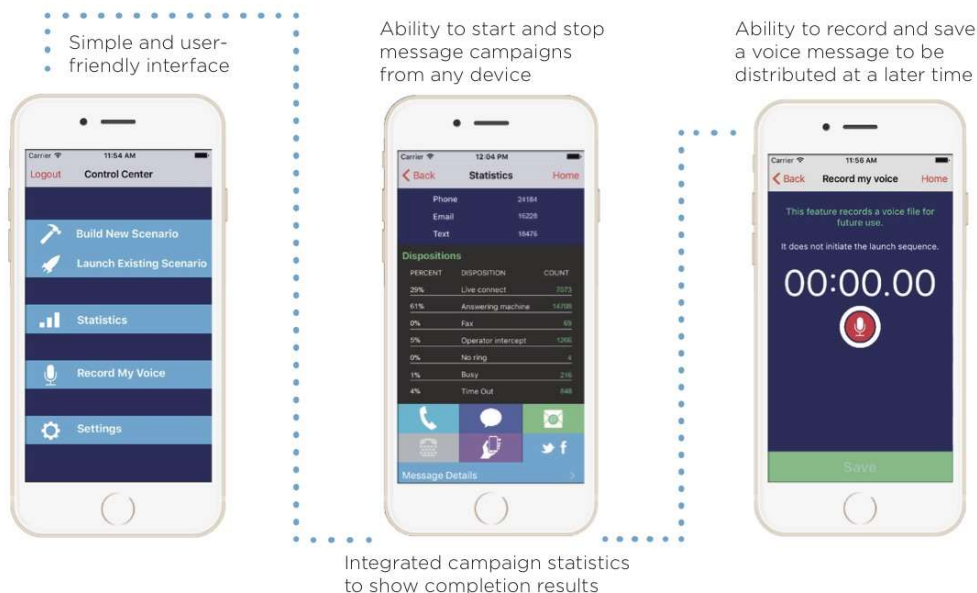 Simple and user-
friendly interface
Ability to start and stop
message campaigns
from any device
Ability to record and save
a voice message to be
distributed at a later time
Carrier 11:54 AM
Logout Control Center
Build New Scenario
Launch Existing Scenario
Statistics
Record My Voice
Settings
Carrier 12:04 PM
Back Statistics Home
Phone 24184
Email 16228
Text 18476
Dispositions
PERCENT DISPOSITION COUNT
29% Live connect 7073
61% Answering machine 14798
0% Fax 69
5% Operator intercept 1266
0% No ring 4
1% Busy 216
4% Time Out 848
Message Details
Carrier 11:56 AM
Back Record my voice Home
This feature records a voice file for
future use.
It does not initiate the launch sequence.
00:00.00
Save
Integrated campaign statistics
to show completion results